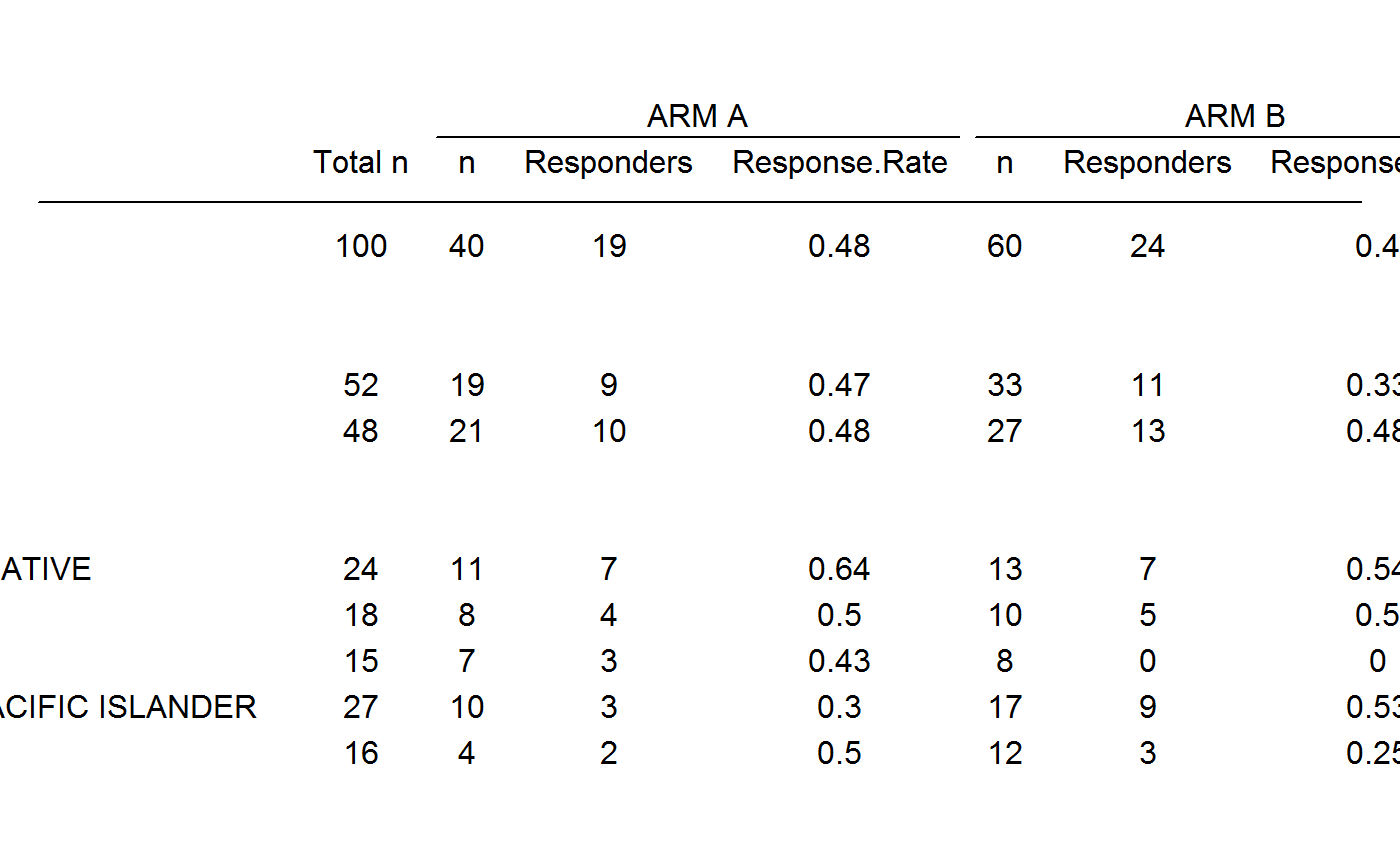 ARM A ARM B
Total n n Responders Response.Rate n Responders Response
100 40 19 0.48 60 24 0.4
52 19 9 0.47 33 11 0.33
48 21 10 0.48 27 13 0.48
ATIVE 24 11 7 0.64 13 7 0.54
18 8 4 0.5 10 5 0.5
15 7 3 0.43 8 0 0
ACIFIC ISLANDER 27 10 3 0.3 17 9 0.53
16 4 2 0.5 12 3 0.25